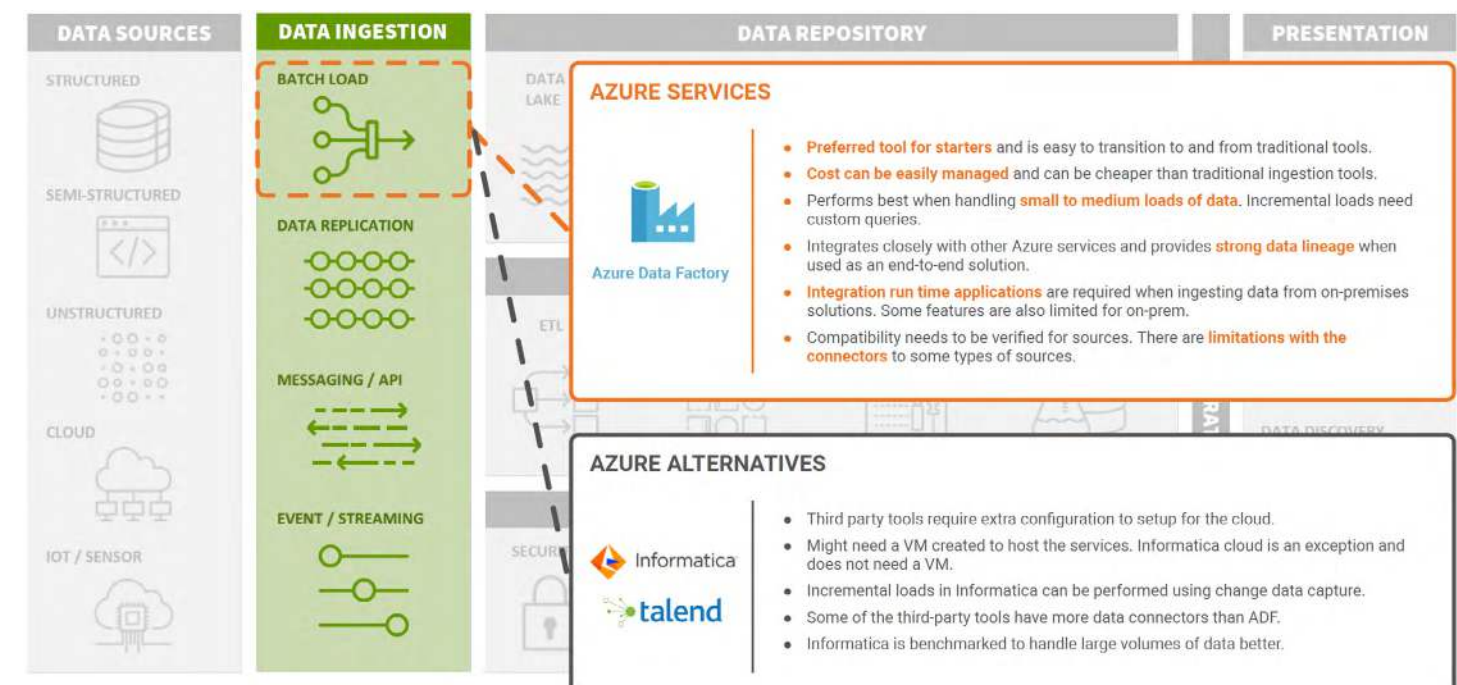 DATA SOURCES
DATA INGESTION
DATA REPOSITORY
PRESENTATION
STRUCTURED
SEMI-STRUCTURED
UNSTRUCTURED
CLOUD
IOT / SENSOR
BATCH LOAD
DATA REPLICATION
MESSAGING / API
EVENT / STREAMING
DATA
LAKE
ETL
AZURE SERVICES
Azure Data Factory
• Preferred tool for starters and is easy to transition to and from traditional tools.
• Cost can be easily managed and can be cheaper than traditional ingestion tools.
• Performs best when handling small to medium loads of data. Incremental loads need
custom queries.
• Integrates closely with other Azure services and provides strong data lineage when
used as an end-to-end solution.
• Integration run time applications are required when ingesting data from on-premises
solutions. Some features are also limited for on-prem.
• Compatibility needs to be verified for sources. There are limitations with the
connectors to some types of sources.
DATA DISCOVERY
AZURE ALTERNATIVES
Informatica
talend
• Third party tools require extra configuration to setup for the cloud.
• Might need a VM created to host the services. Informatica cloud is an exception and
does not need a VM.
• Incremental loads in Informatica can be performed using change data capture.
• Some of the third-party tools have more data connectors than ADF.
• Informatica is benchmarked to handle large volumes of data better.